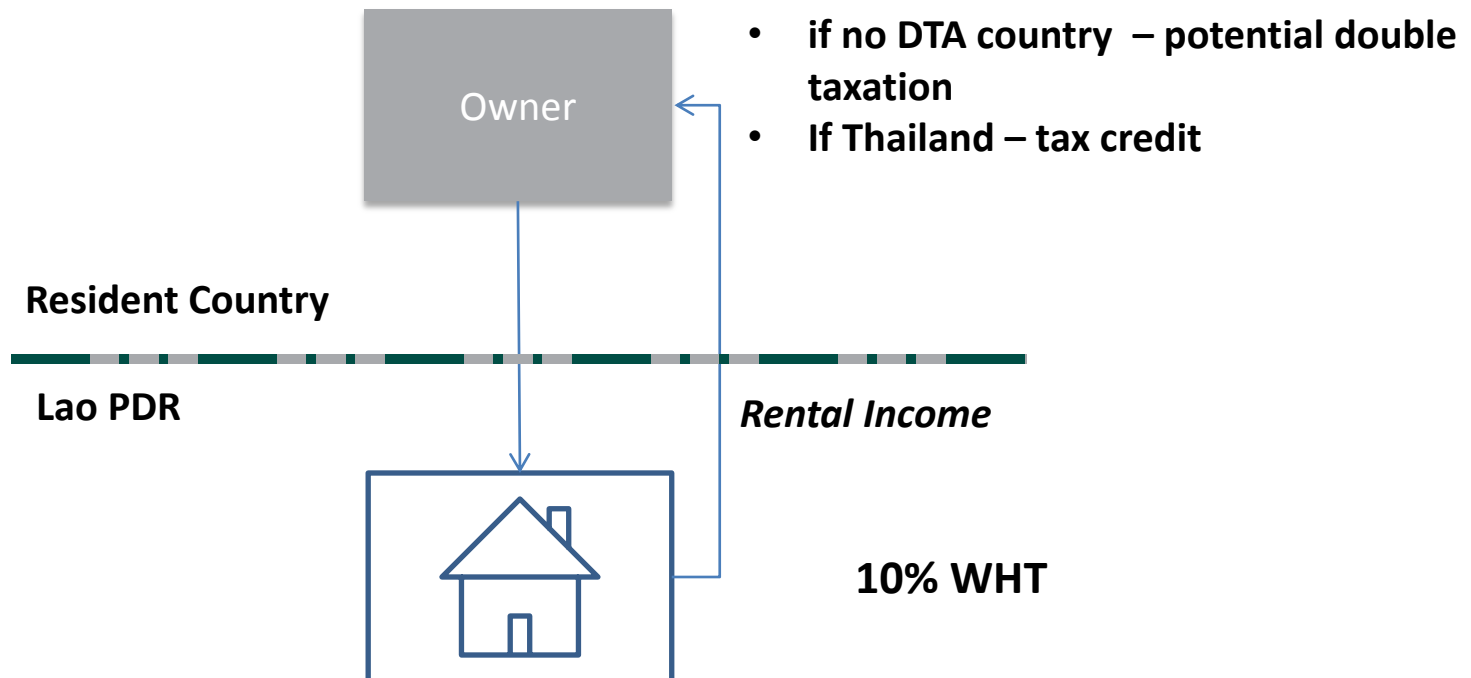 • if no DTA country – potential double
taxation
• If Thailand – tax credit
Owner
Resident Country
Lao PDR
Rental Income
10% WHT